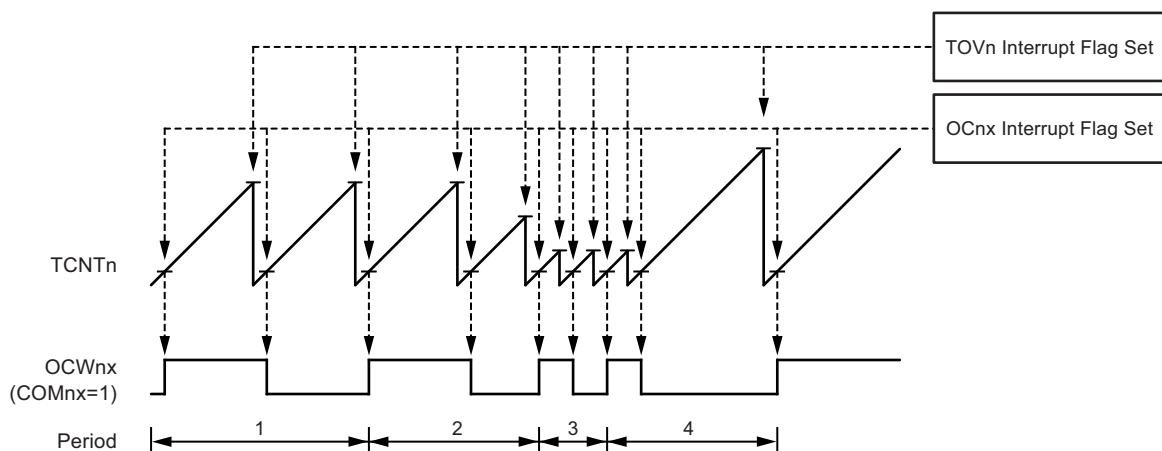 TOVn Interrupt Flag Set
OCnx Interrupt Flag Set
TCNTn
OCWnx
(COMnx=1)
Period
1
2
3
4